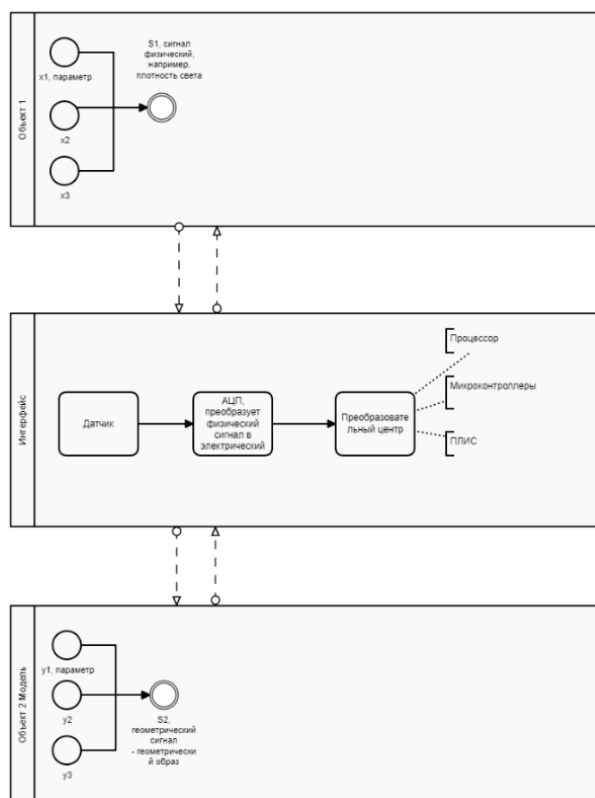 Объект 1
x1, параметр
x2
x3
S1, сигнал
физический,
например,
плотность света
Интерфейс
Датчик
АЦП,
преобразует
физический
сигнал в
электрический
Преобразовате
льный центр
Процессор
Микроконтроллеры
ПЛИС
Объект 2 Модель
y1, параметр
y2
y3
S2,
геометрический
сигнал
- геометрически
й образ